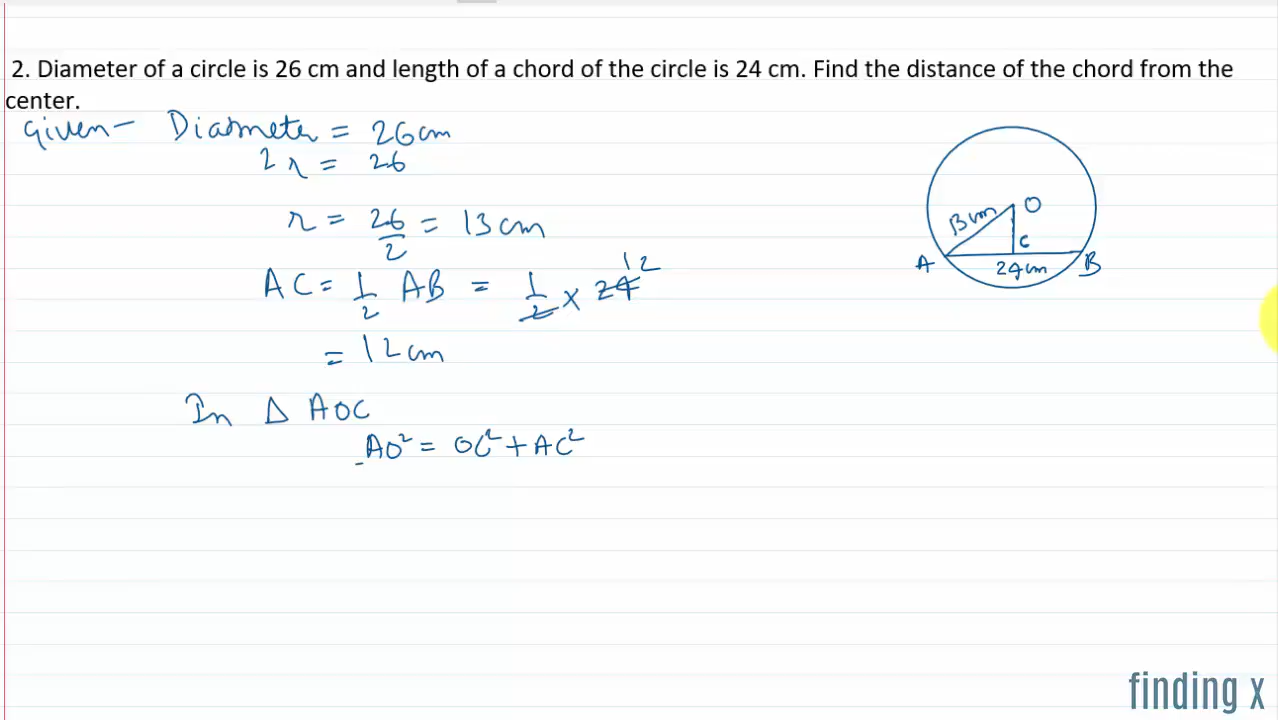 2. Diameter of a circle is 26 cm and length of a chord of the circle is 24 cm. Find the distance of the chord from the
center.
Given - Diameter = 26cm
2r = 26
r = 26/2 = 13cm
AC = 1/2 AB = 1/2 × 24 12
= 12cm
In Δ AOC
AO² = OC² + AC²
13cm
O
C
A
24cm
B
finding x